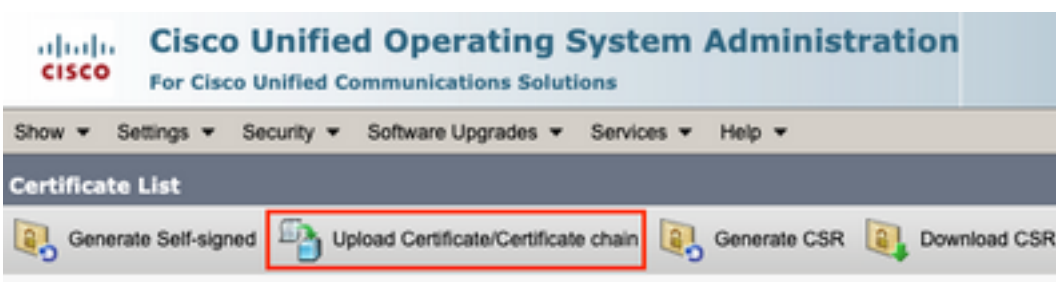 Cisco Unified Operating System Administration
CISCO
For Cisco Unified Communications Solutions
Show Settings Security Software Upgrades Services Help
Certificate List
Generate Self-signed Upload Certificate/Certificate chain Generate CSR Download CSR